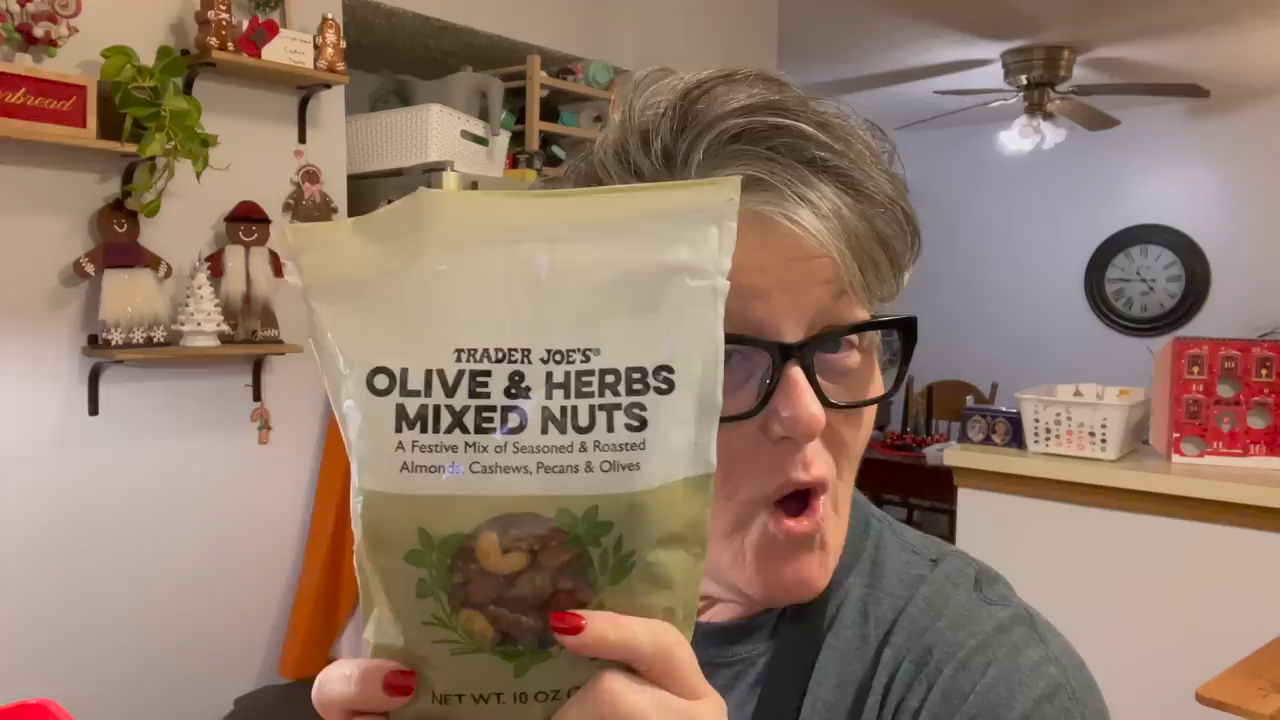 rbread
TRADER JOE'S®
OLIVE & HERBS
MIXED NUTS
A Festive Mix of Seasoned & Roasted
Almonds, Cashews, Pecans & Olives
NET WT. 10 OZ